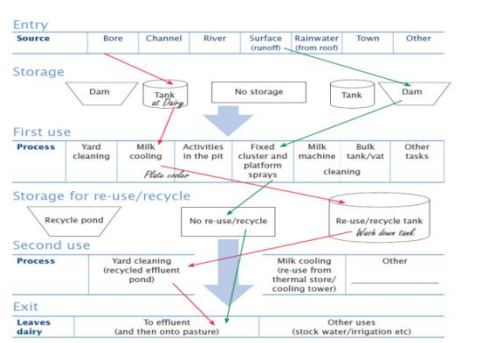 Entry
Source Bore Channel River Surface (runoff) Rainwater (from roof) Town Other
Storage
Dam Tank at Dairy No storage Tank Dam
First use
Process Yard cleaning Milk cooling Activities in the pit Fixed cluster and platform sprays Milk machine Bulk tank/vat Other tasks
Plate cooler cleaning
Storage for re-use/recycle
Recycle pond No re-use/recycle Re-use/recycle tank
Wash down tank
Second use
Process Yard cleaning (recycled effluent pond) Milk cooling (re-use from thermal store/ cooling tower) Other
Exit
Leaves dairy To effluent (and then onto pasture) Other uses (stock water/irrigation etc)